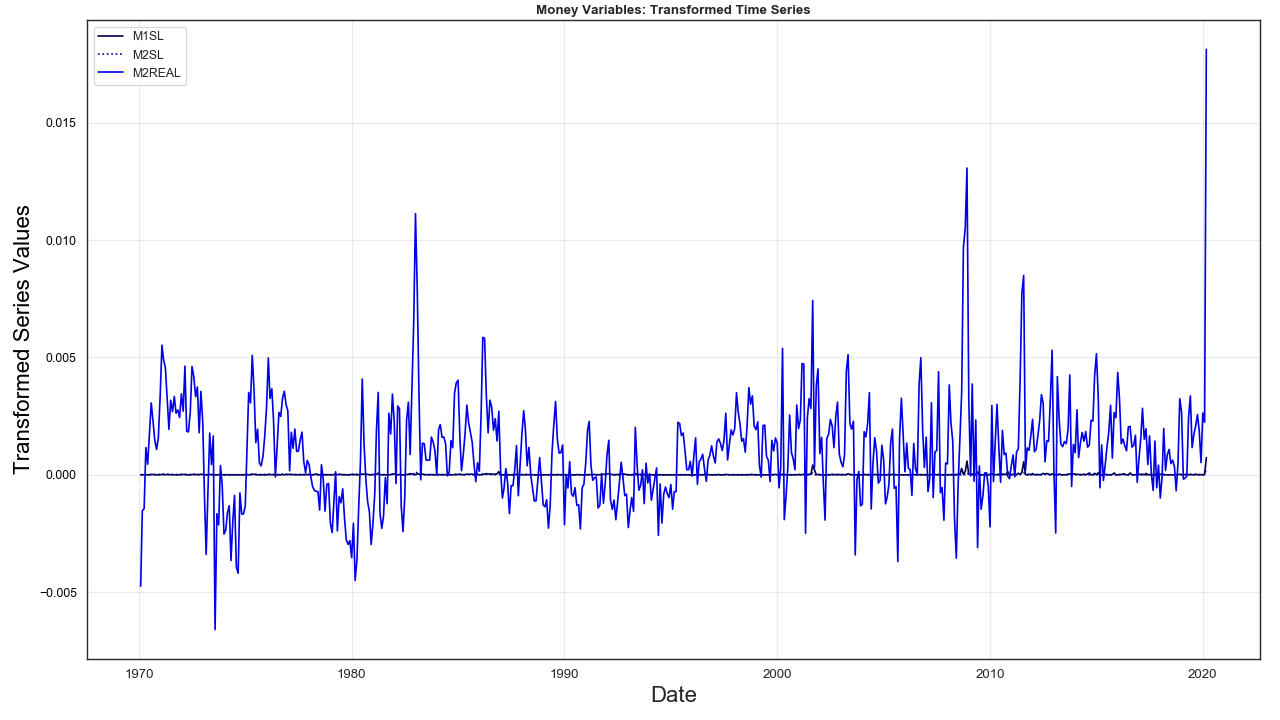 Money Variables: Transformed Time Series
M1SL
M2SL
M2REAL
Transformed Series Values
0.015
0.010
0.005
0.000
−0.005
1970
1980
1990
2000
2010
2020
Date